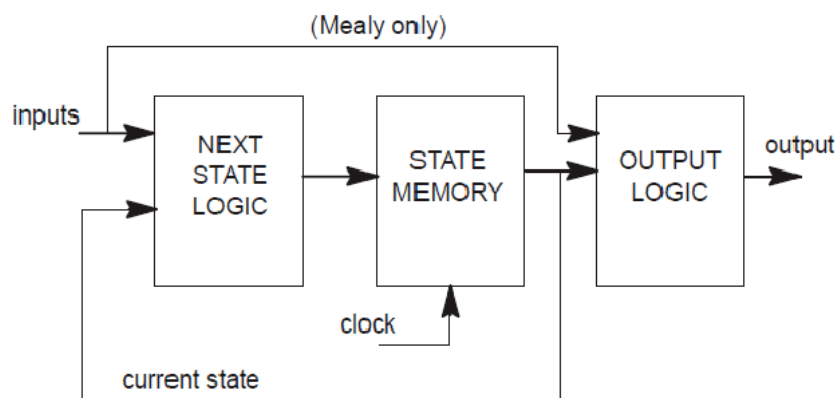 (Mealy only)
inputs
NEXT
STATE
LOGIC
STATE
MEMORY
OUTPUT
LOGIC
output
clock
current state